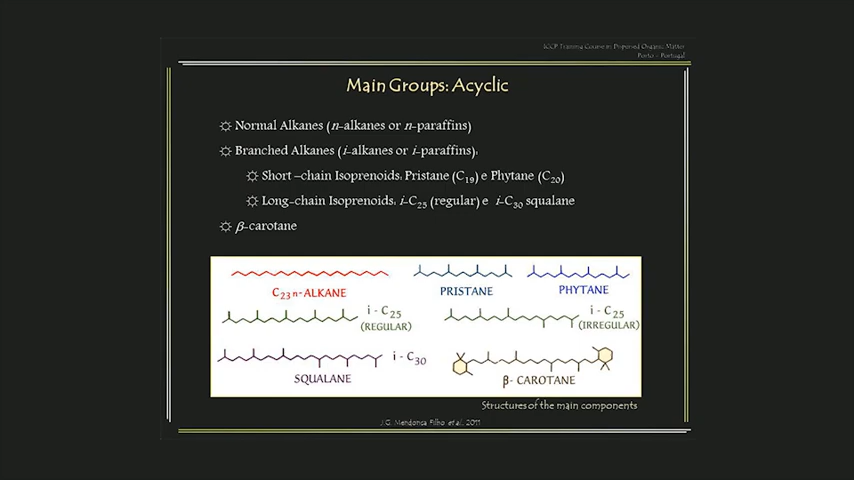 ICCP Training Course in Dispersed Organic Matter
Porto - Portugal
Main Groups: Acyclic
Normal Alkanes (n-alkanes or n-paraffins)
Branched Alkanes (i-alkanes or i-paraffins):
Short –chain Isoprenoids: Pristane (C19) e Phytane (C20)
Long-chain Isoprenoids: i-C25 (regular) e i-C30 squalane
β-carotane
C23 n-ALKANE
PRISTANE
PHYTANE
i - C25
(REGULAR)
i - C25
(IRREGULAR)
SQUALANE
i - C30
β- CAROTANE
Structures of the main components
J.G. Mendonça Filho et al., 2011